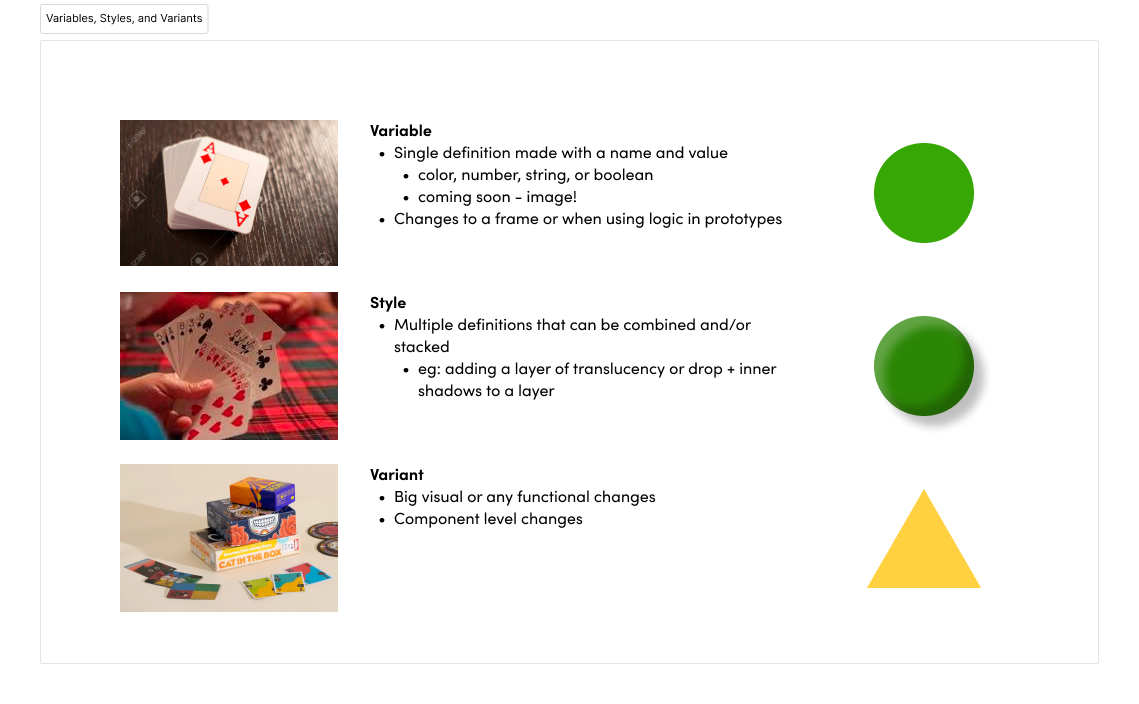 Variables, Styles, and Variants
Variable
• Single definition made with a name and value
• color, number, string, or boolean
• coming soon - image!
• Changes to a frame or when using logic in prototypes
Style
• Multiple definitions that can be combined and/or
stacked
• eg: adding a layer of translucency or drop + inner
shadows to a layer
Variant
• Big visual or any functional changes
• Component level changes
A
A
CAT IN THE BOX